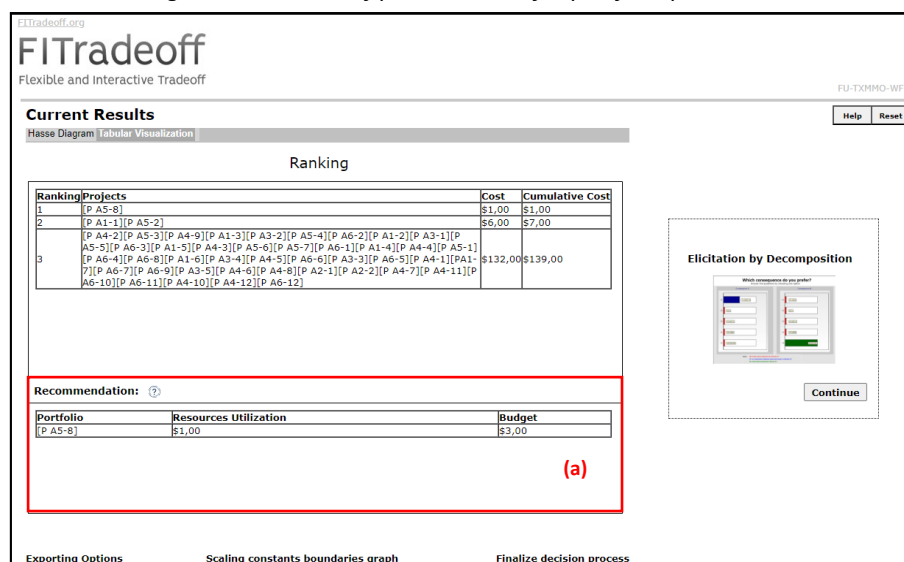 FITradeoff.org
FITradeoff
Flexible and Interactive Tradeoff
FU-TXMMO-WF
Current Results
Help Reset
Hasse Diagram Tabular Visualization
Ranking
Ranking Projects Cost Cumulative Cost
1 [P A5-8] $1,00 $1,00
2 [P A1-1][P A5-2] $6,00 $7,00
[P A4-2][P A5-3][P A4-9][P A1-3][P A3-2][P A5-4][P A6-2][P A1-2][P A3-1][P
A5-5][P A6-3][P A1-5][P A4-3][P A5-6][P A5-7][P A6-1][P A1-4][P A4-4][P A5-1]
3 [P A6-4][P A6-8][P A1-6][P A3-4][P A4-5][P A6-6][P A3-3][P A6-5][P A4-1][PA1- $132,00 $139,00
7][P A6-7][P A6-9][P A3-5][P A4-6][P A4-8][P A2-1][P A2-2][P A4-7][P A4-11][P
A6-10][P A6-11][P A4-10][P A4-12][P A6-12]
Elicitation by Decomposition
Which consequence do you prefer?
Continue
Recommendation: ?
Portfolio Resources Utilization Budget
[P A5-8] $1,00 $3,00
(a)
Exporting Options Scaling constants boundaries graph Finalize decision process